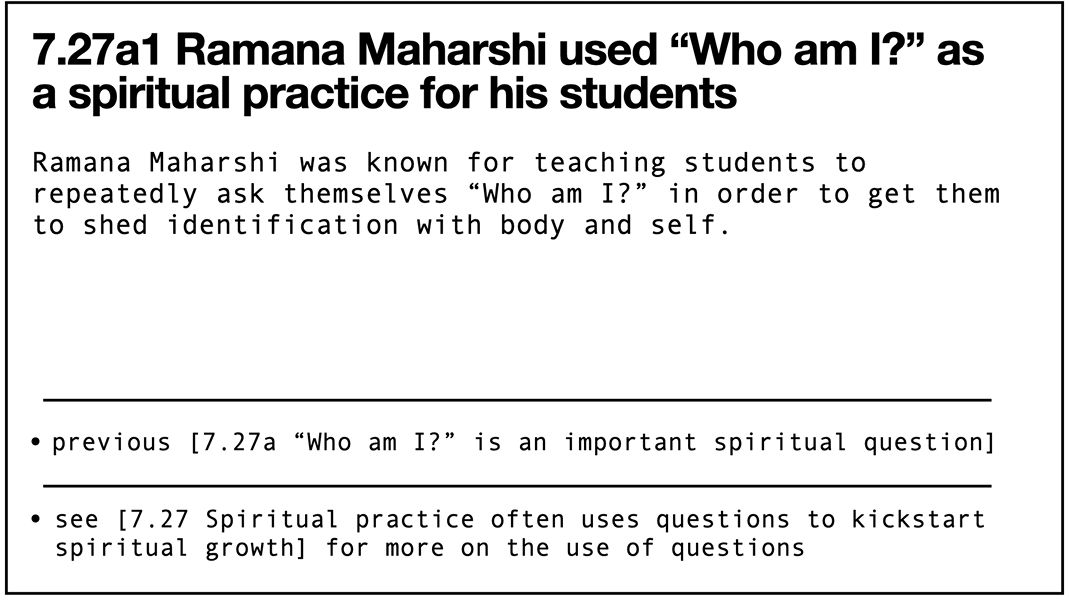 7.27a1 Ramana Maharshi used “Who am I?” as
a spiritual practice for his students
Ramana Maharshi was known for teaching students to
repeatedly ask themselves “Who am I?” in order to get them
to shed identification with body and self.
• previous [7.27a “Who am I?” is an important spiritual question]
• see [7.27 Spiritual practice often uses questions to kickstart
spiritual growth] for more on the use of questions